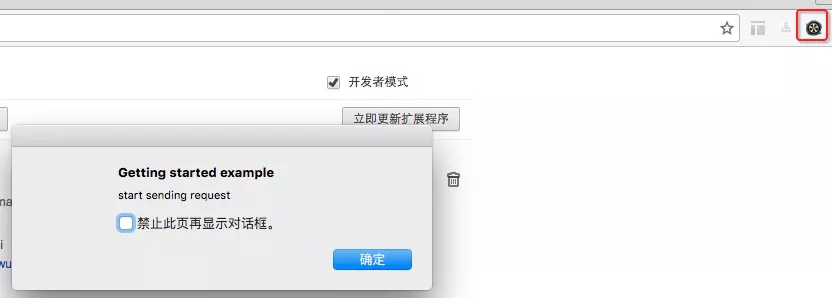 开发者模式
立即更新扩展程序
Getting started example
start sending request
禁止此页再显示对话框。
确定
ma
i
wu